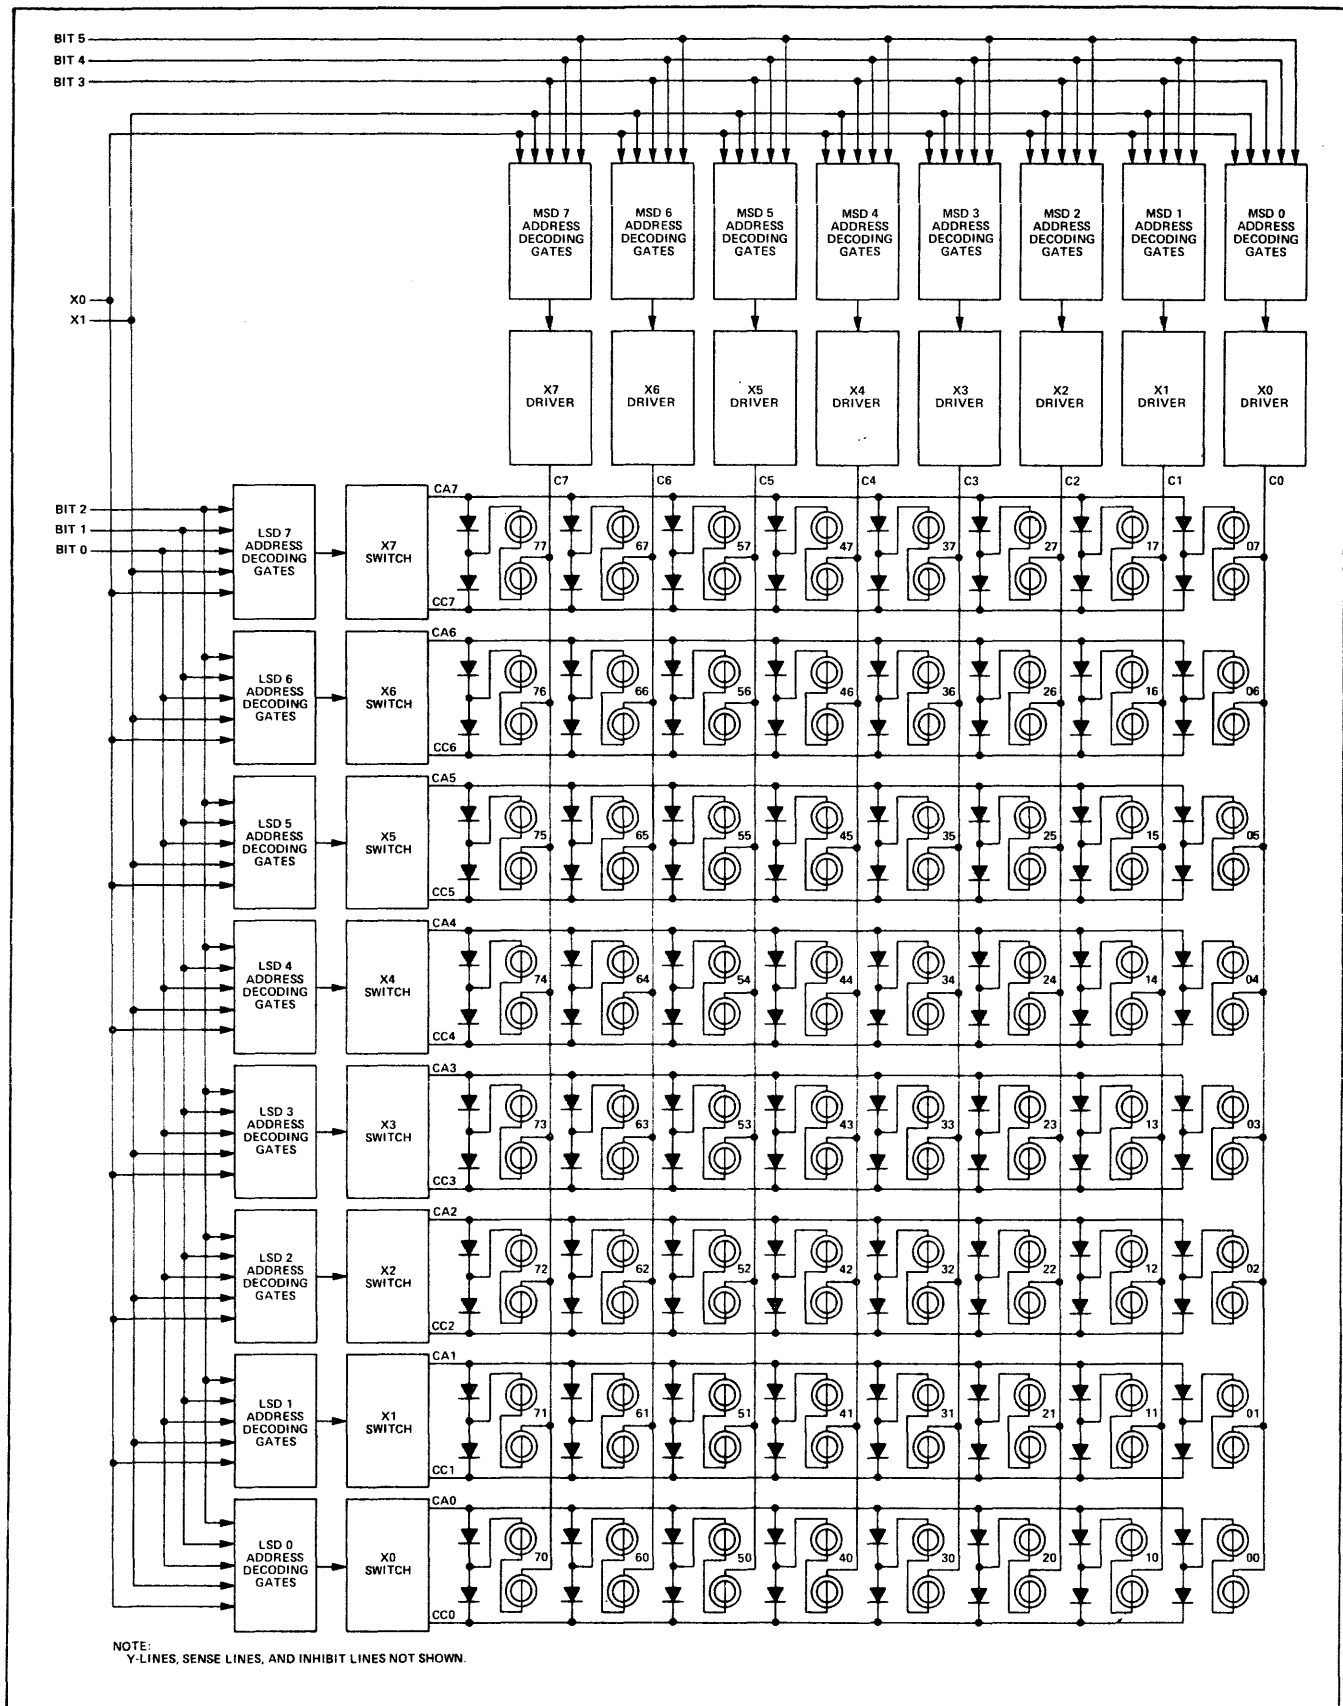 BIT 5
BIT 4
BIT 3
MSD 7 ADDRESS DECODING GATES
MSD 6 ADDRESS DECODING GATES
MSD 5 ADDRESS DECODING GATES
MSD 4 ADDRESS DECODING GATES
MSD 3 ADDRESS DECODING GATES
MSD 2 ADDRESS DECODING GATES
MSD 1 ADDRESS DECODING GATES
MSD 0 ADDRESS DECODING GATES
X0
X1
X7 DRIVER
X6 DRIVER
X5 DRIVER
X4 DRIVER
X3 DRIVER
X2 DRIVER
X1 DRIVER
X0 DRIVER
C7 C6 C5 C4 C3 C2 C1 C0
BIT 2
BIT 1
BIT 0
LSD 7 ADDRESS DECODING GATES
X7 SWITCH
CA7
77 67 57 47 37 27 17 07
CC7
LSD 6 ADDRESS DECODING GATES
X6 SWITCH
CA6
76 66 56 46 36 26 16 06
CC6
LSD 5 ADDRESS DECODING GATES
X5 SWITCH
CA5
75 65 55 45 35 25 15 05
CC5
LSD 4 ADDRESS DECODING GATES
X4 SWITCH
CA4
74 64 54 44 34 24 14 04
CC4
LSD 3 ADDRESS DECODING GATES
X3 SWITCH
CA3
73 63 53 43 33 23 13 03
CC3
LSD 2 ADDRESS DECODING GATES
X2 SWITCH
CA2
72 62 52 42 32 22 12 02
CC2
LSD 1 ADDRESS DECODING GATES
X1 SWITCH
CA1
71 61 51 41 31 21 11 01
CC1
LSD 0 ADDRESS DECODING GATES
X0 SWITCH
CA0
70 60 50 40 30 20 10 00
CC0
NOTE:
Y-LINES, SENSE LINES, AND INHIBIT LINES NOT SHOWN.